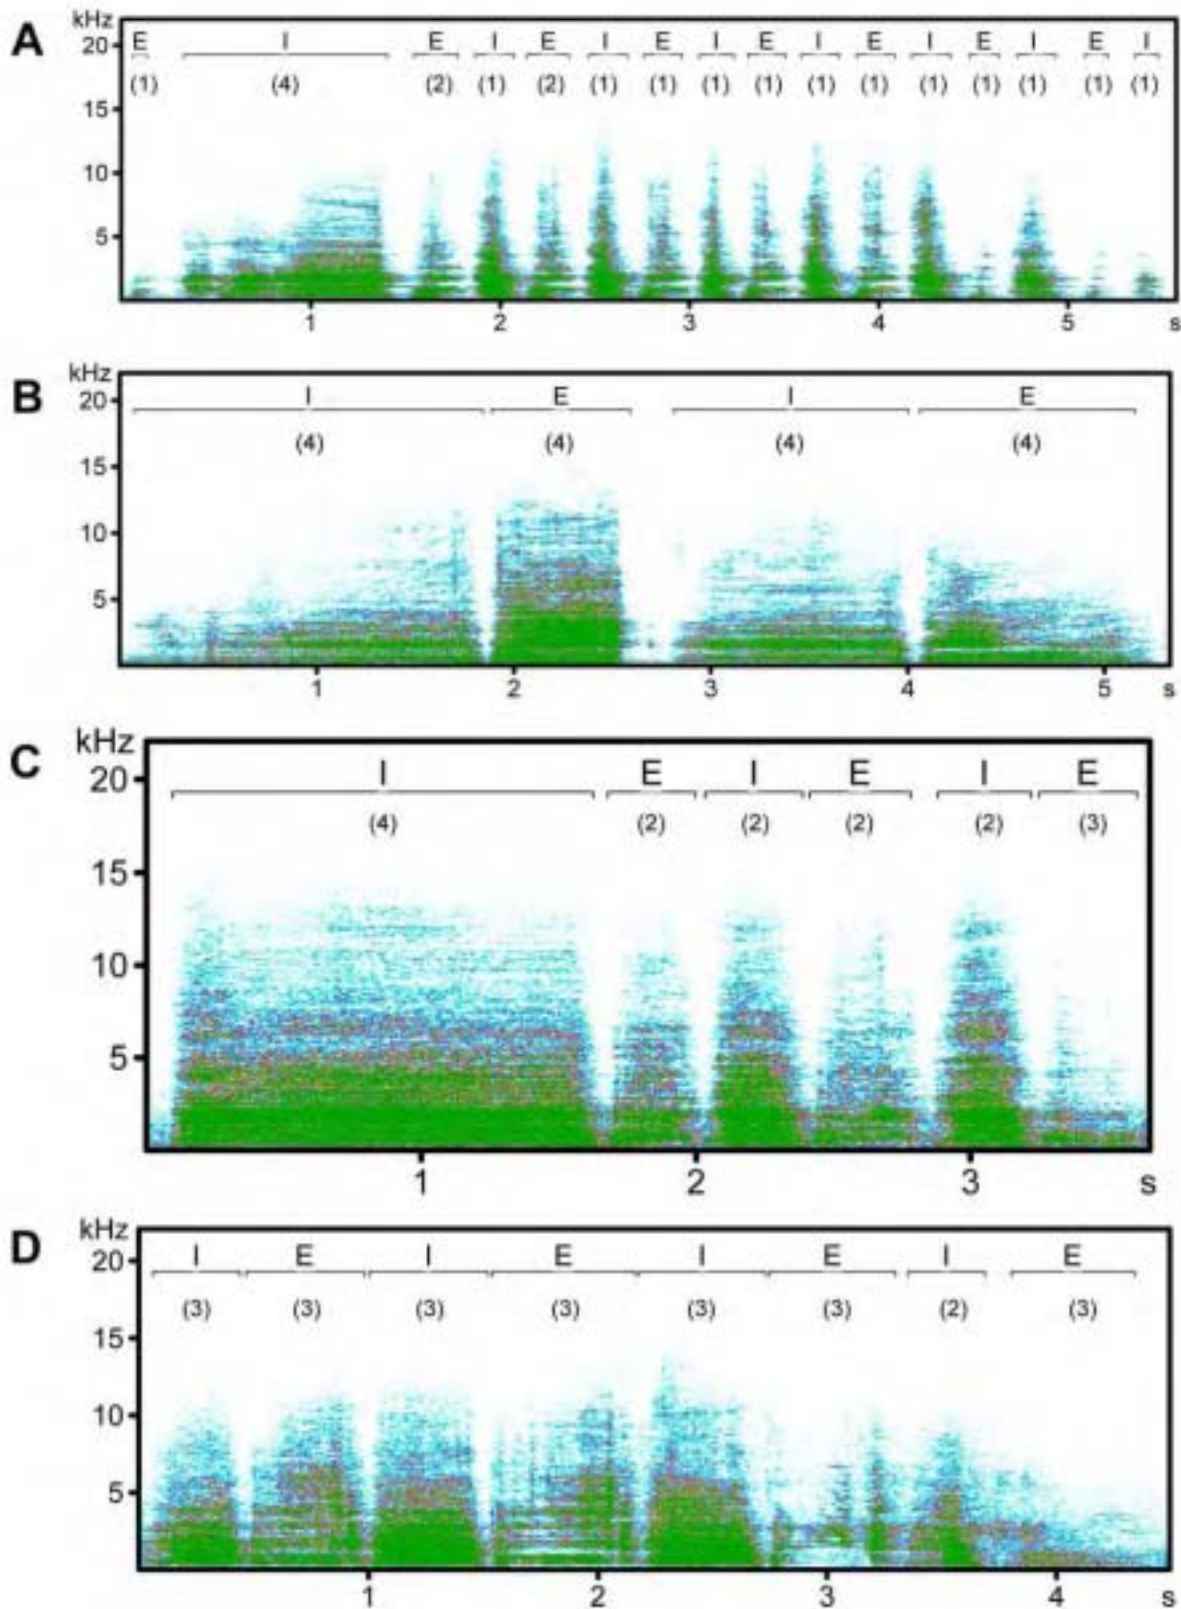 A
kHz
E I E I E I E I E I E I E I E I
20
(1) (4) (2) (1) (2) (1) (1) (1) (1) (1) (1) (1) (1) (1) (1) (1)
15
10
5
1 2 3 4 5 s
B
kHz
I E I E
20
(4) (4) (4) (4)
15
10
5
1 2 3 4 5 s
C
kHz
I E I E I E
20
(4) (2) (2) (2) (2) (3)
15
10
5
1 2 3 s
D
kHz
I E I E I E I E
20
(3) (3) (3) (3) (3) (3) (2) (3)
15
10
5
1 2 3 4 s